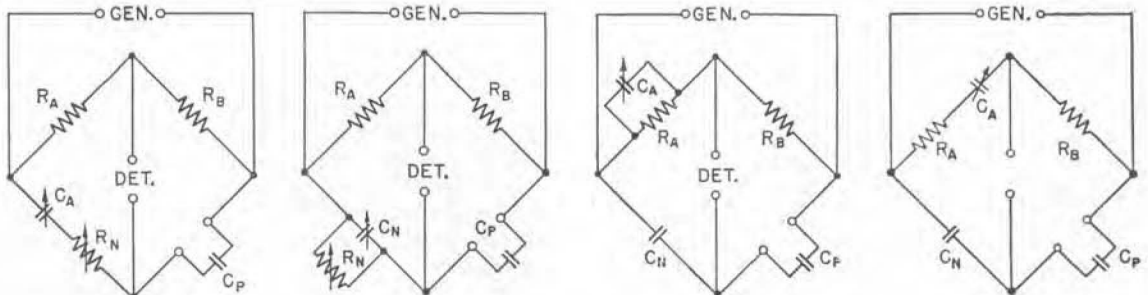 GEN. GEN. GEN. GEN.
RA RB RA RB CA RA RB CA RA RB
DET. DET. DET.
CA RN CP CN RN CP CN CP CN CP